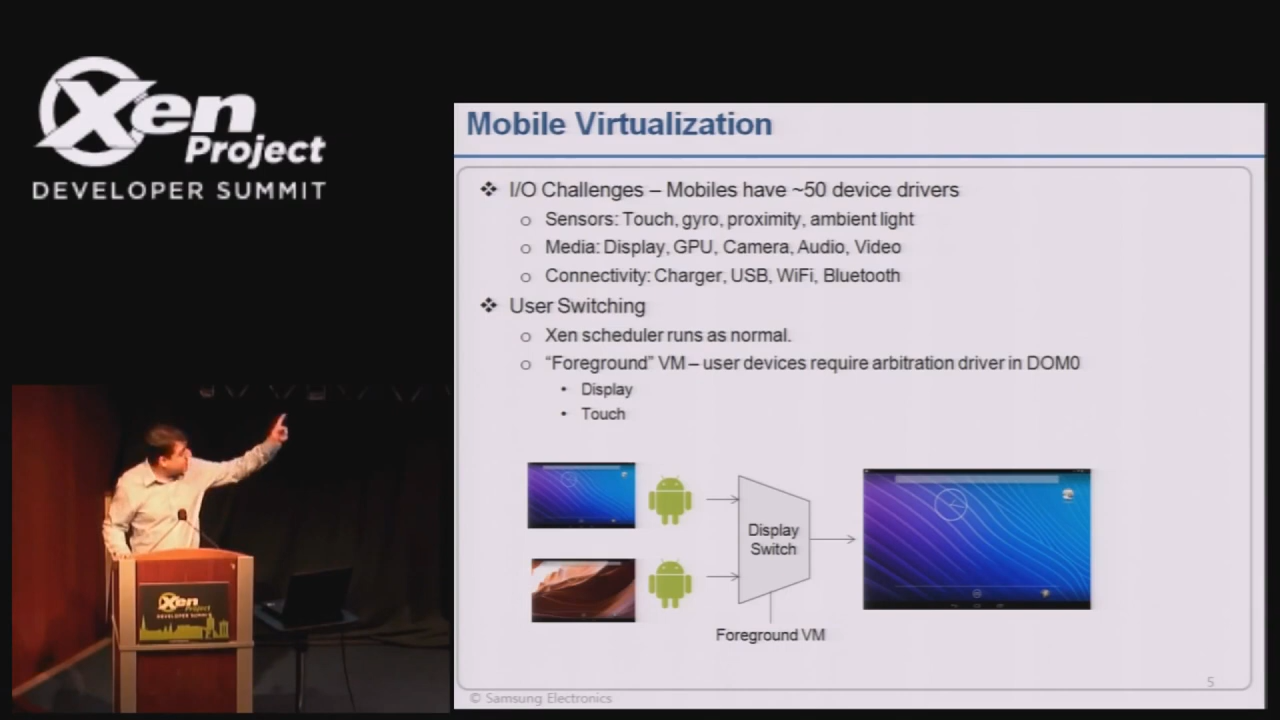 Xen
Project
DEVELOPER SUMMIT
Mobile Virtualization
❖ I/O Challenges – Mobiles have ~50 device drivers
o Sensors: Touch, gyro, proximity, ambient light
o Media: Display, GPU, Camera, Audio, Video
o Connectivity: Charger, USB, WiFi, Bluetooth
❖ User Switching
o Xen scheduler runs as normal.
o “Foreground” VM – user devices require arbitration driver in DOM0
• Display
• Touch
Display
Switch
Foreground VM
5
© Samsung Electronics
Xen
Project
DEVELOPER SUMMIT